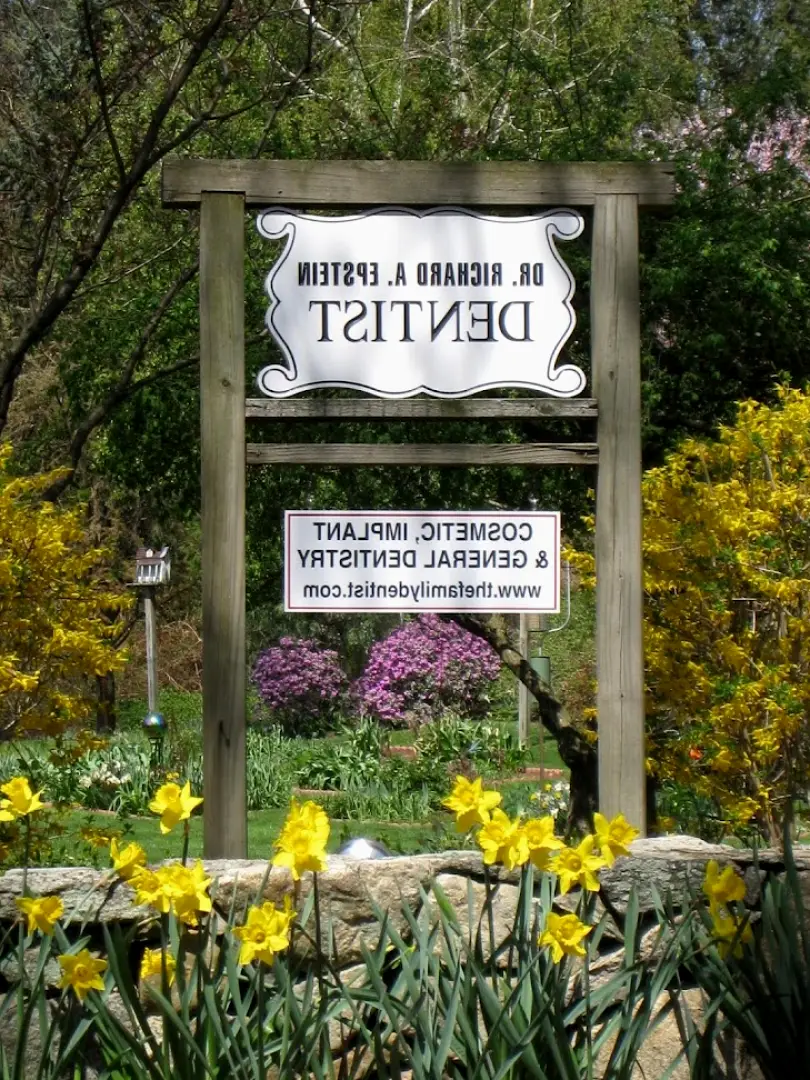 DR. RICHARD A. EPSTEIN
DENTIST
COSMETIC, IMPLANT
& GENERAL DENTISTRY
www.thefamilydentist.com